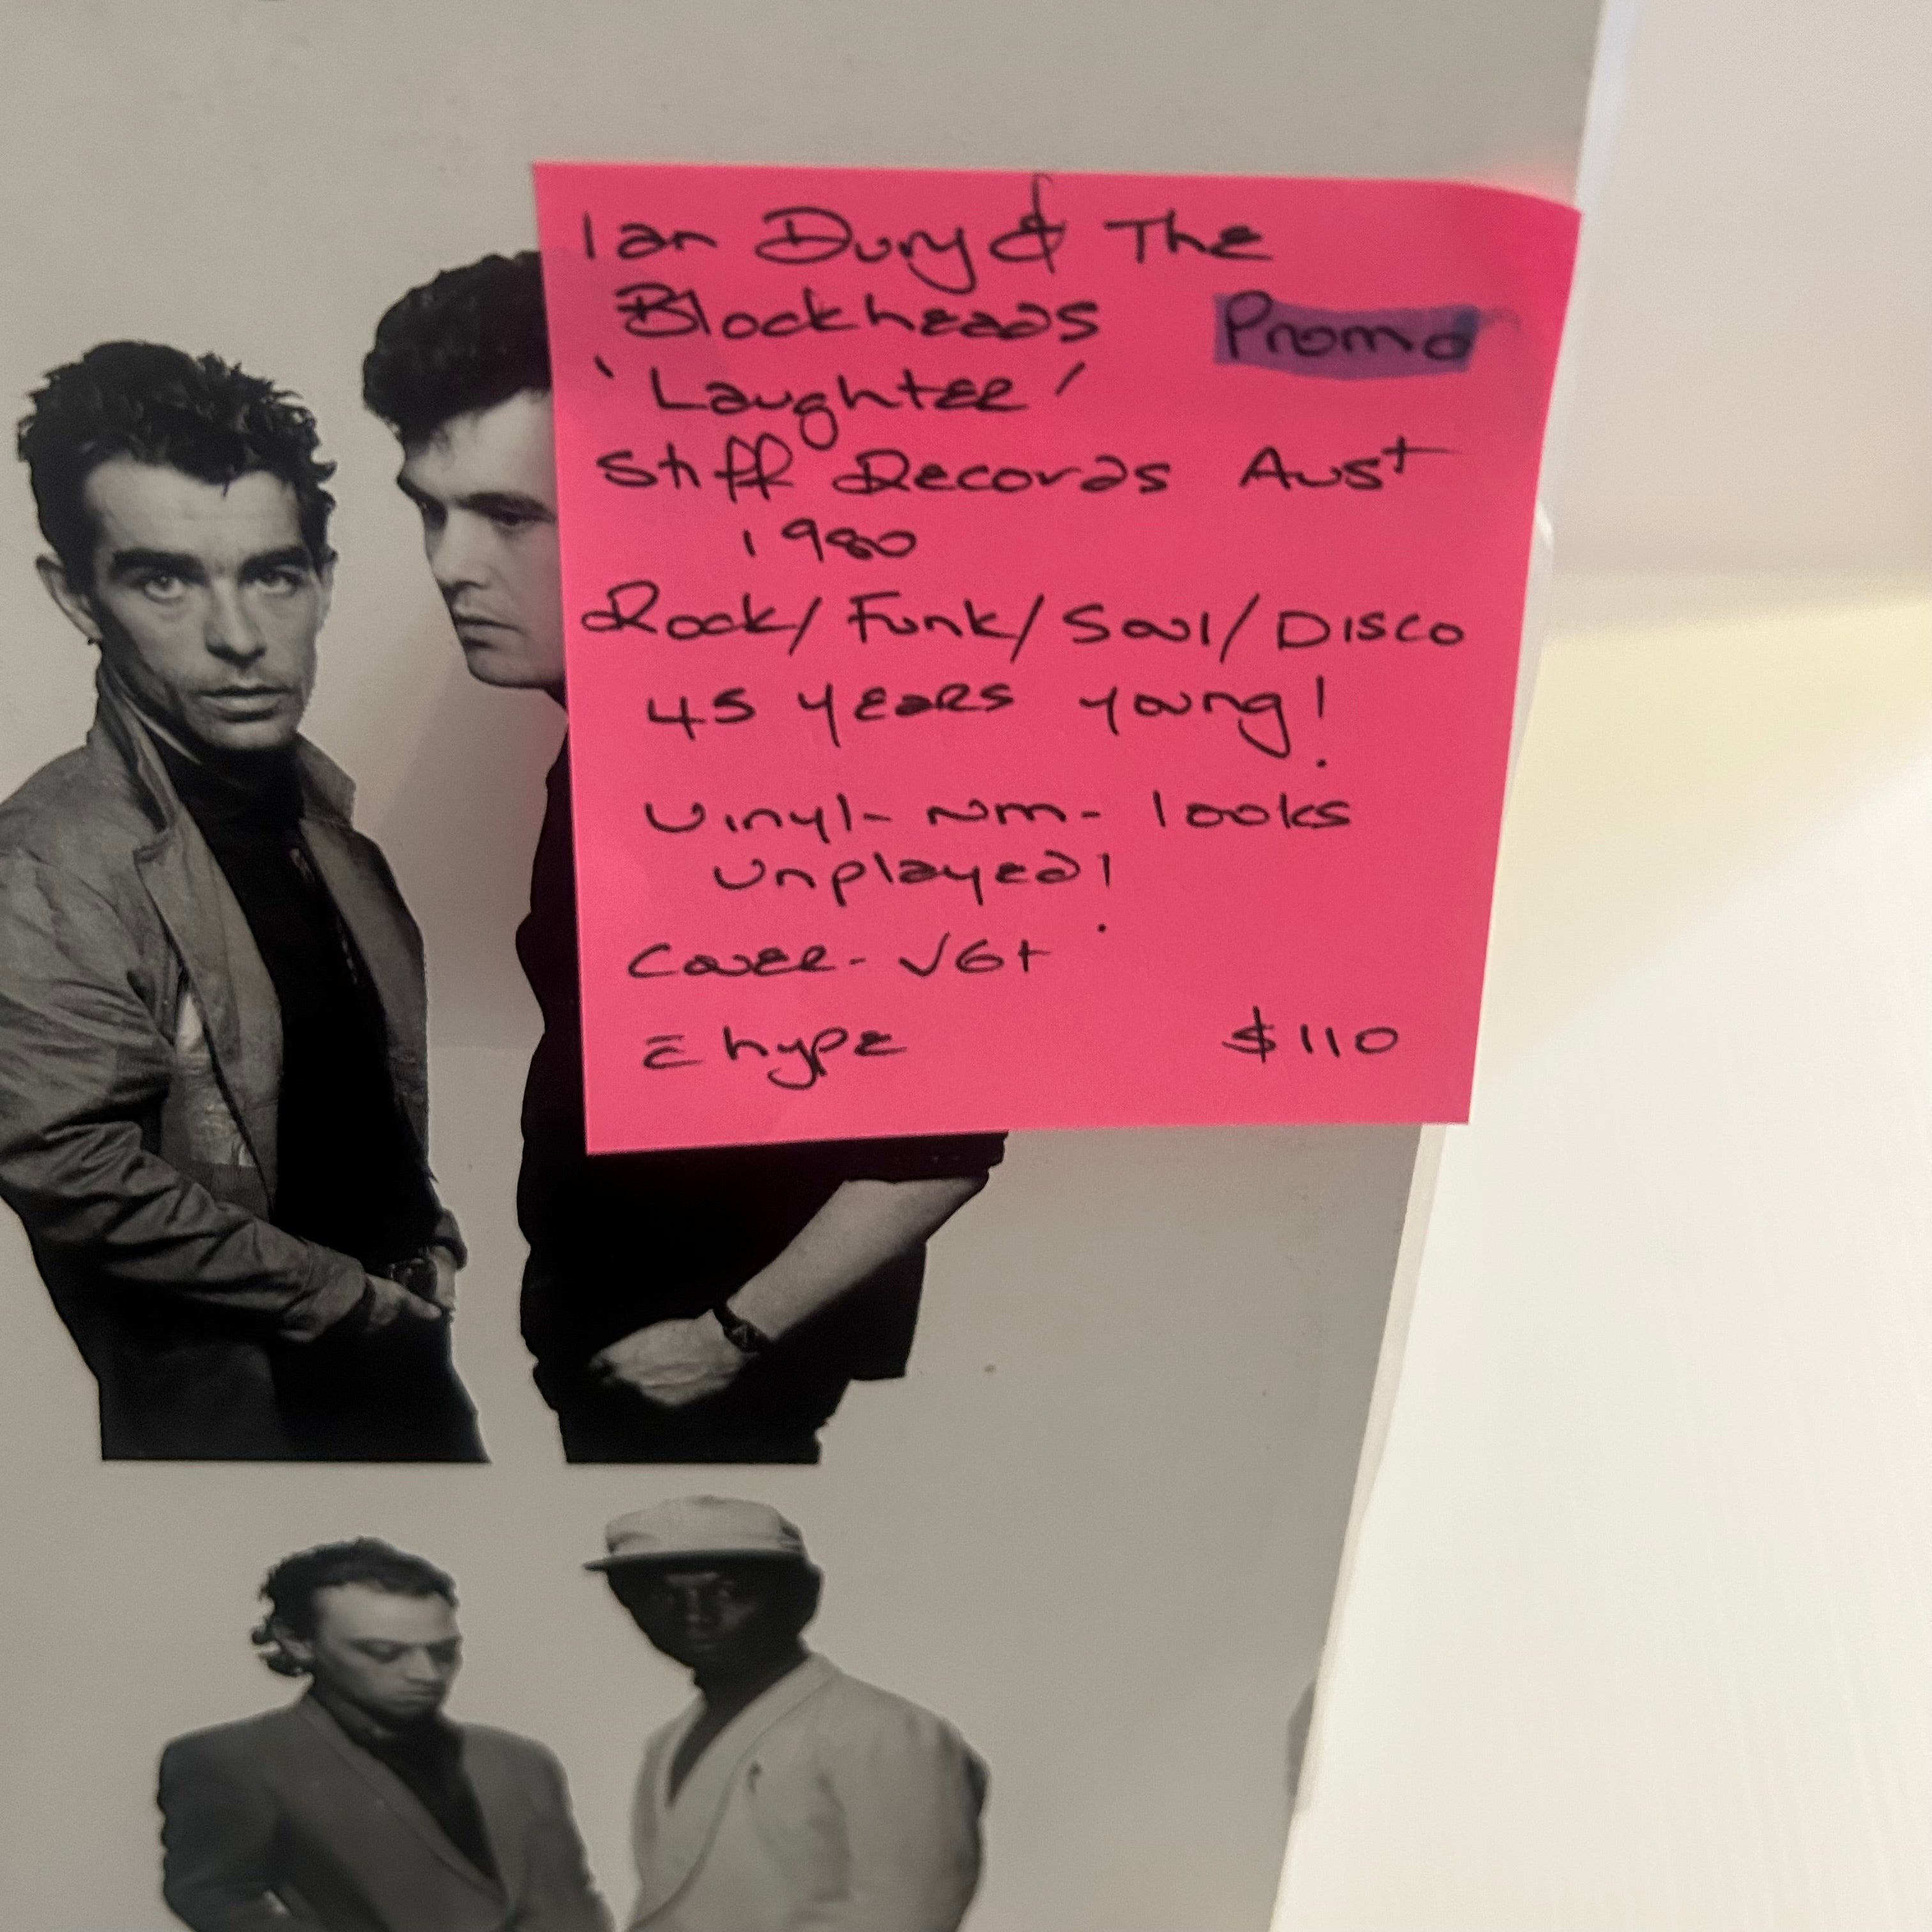 Ian Dury & The
Blockheads Promo
'Laughter'
Stiff Records Aust
1980
Rock/Funk/Soul/Disco
45 years young!
Vinyl- nm- looks
unplayed!
Cover- VG+
c̄ hype $110